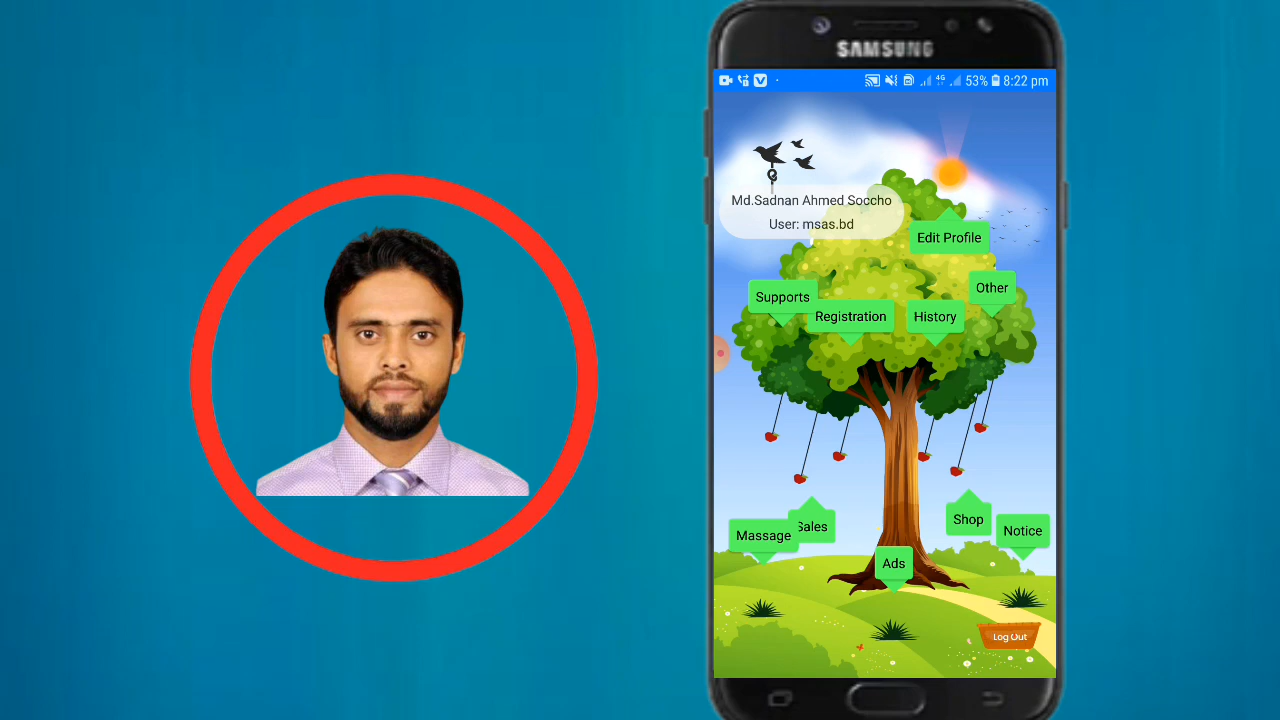 SAMSUNG
4G 53% 8:22 pm
Md.Sadnan Ahmed Soccho
User: msas.bd
Edit Profile
Other
Supports
Registration
History
Shop
Sales
Notice
Massage
Ads
Log Out